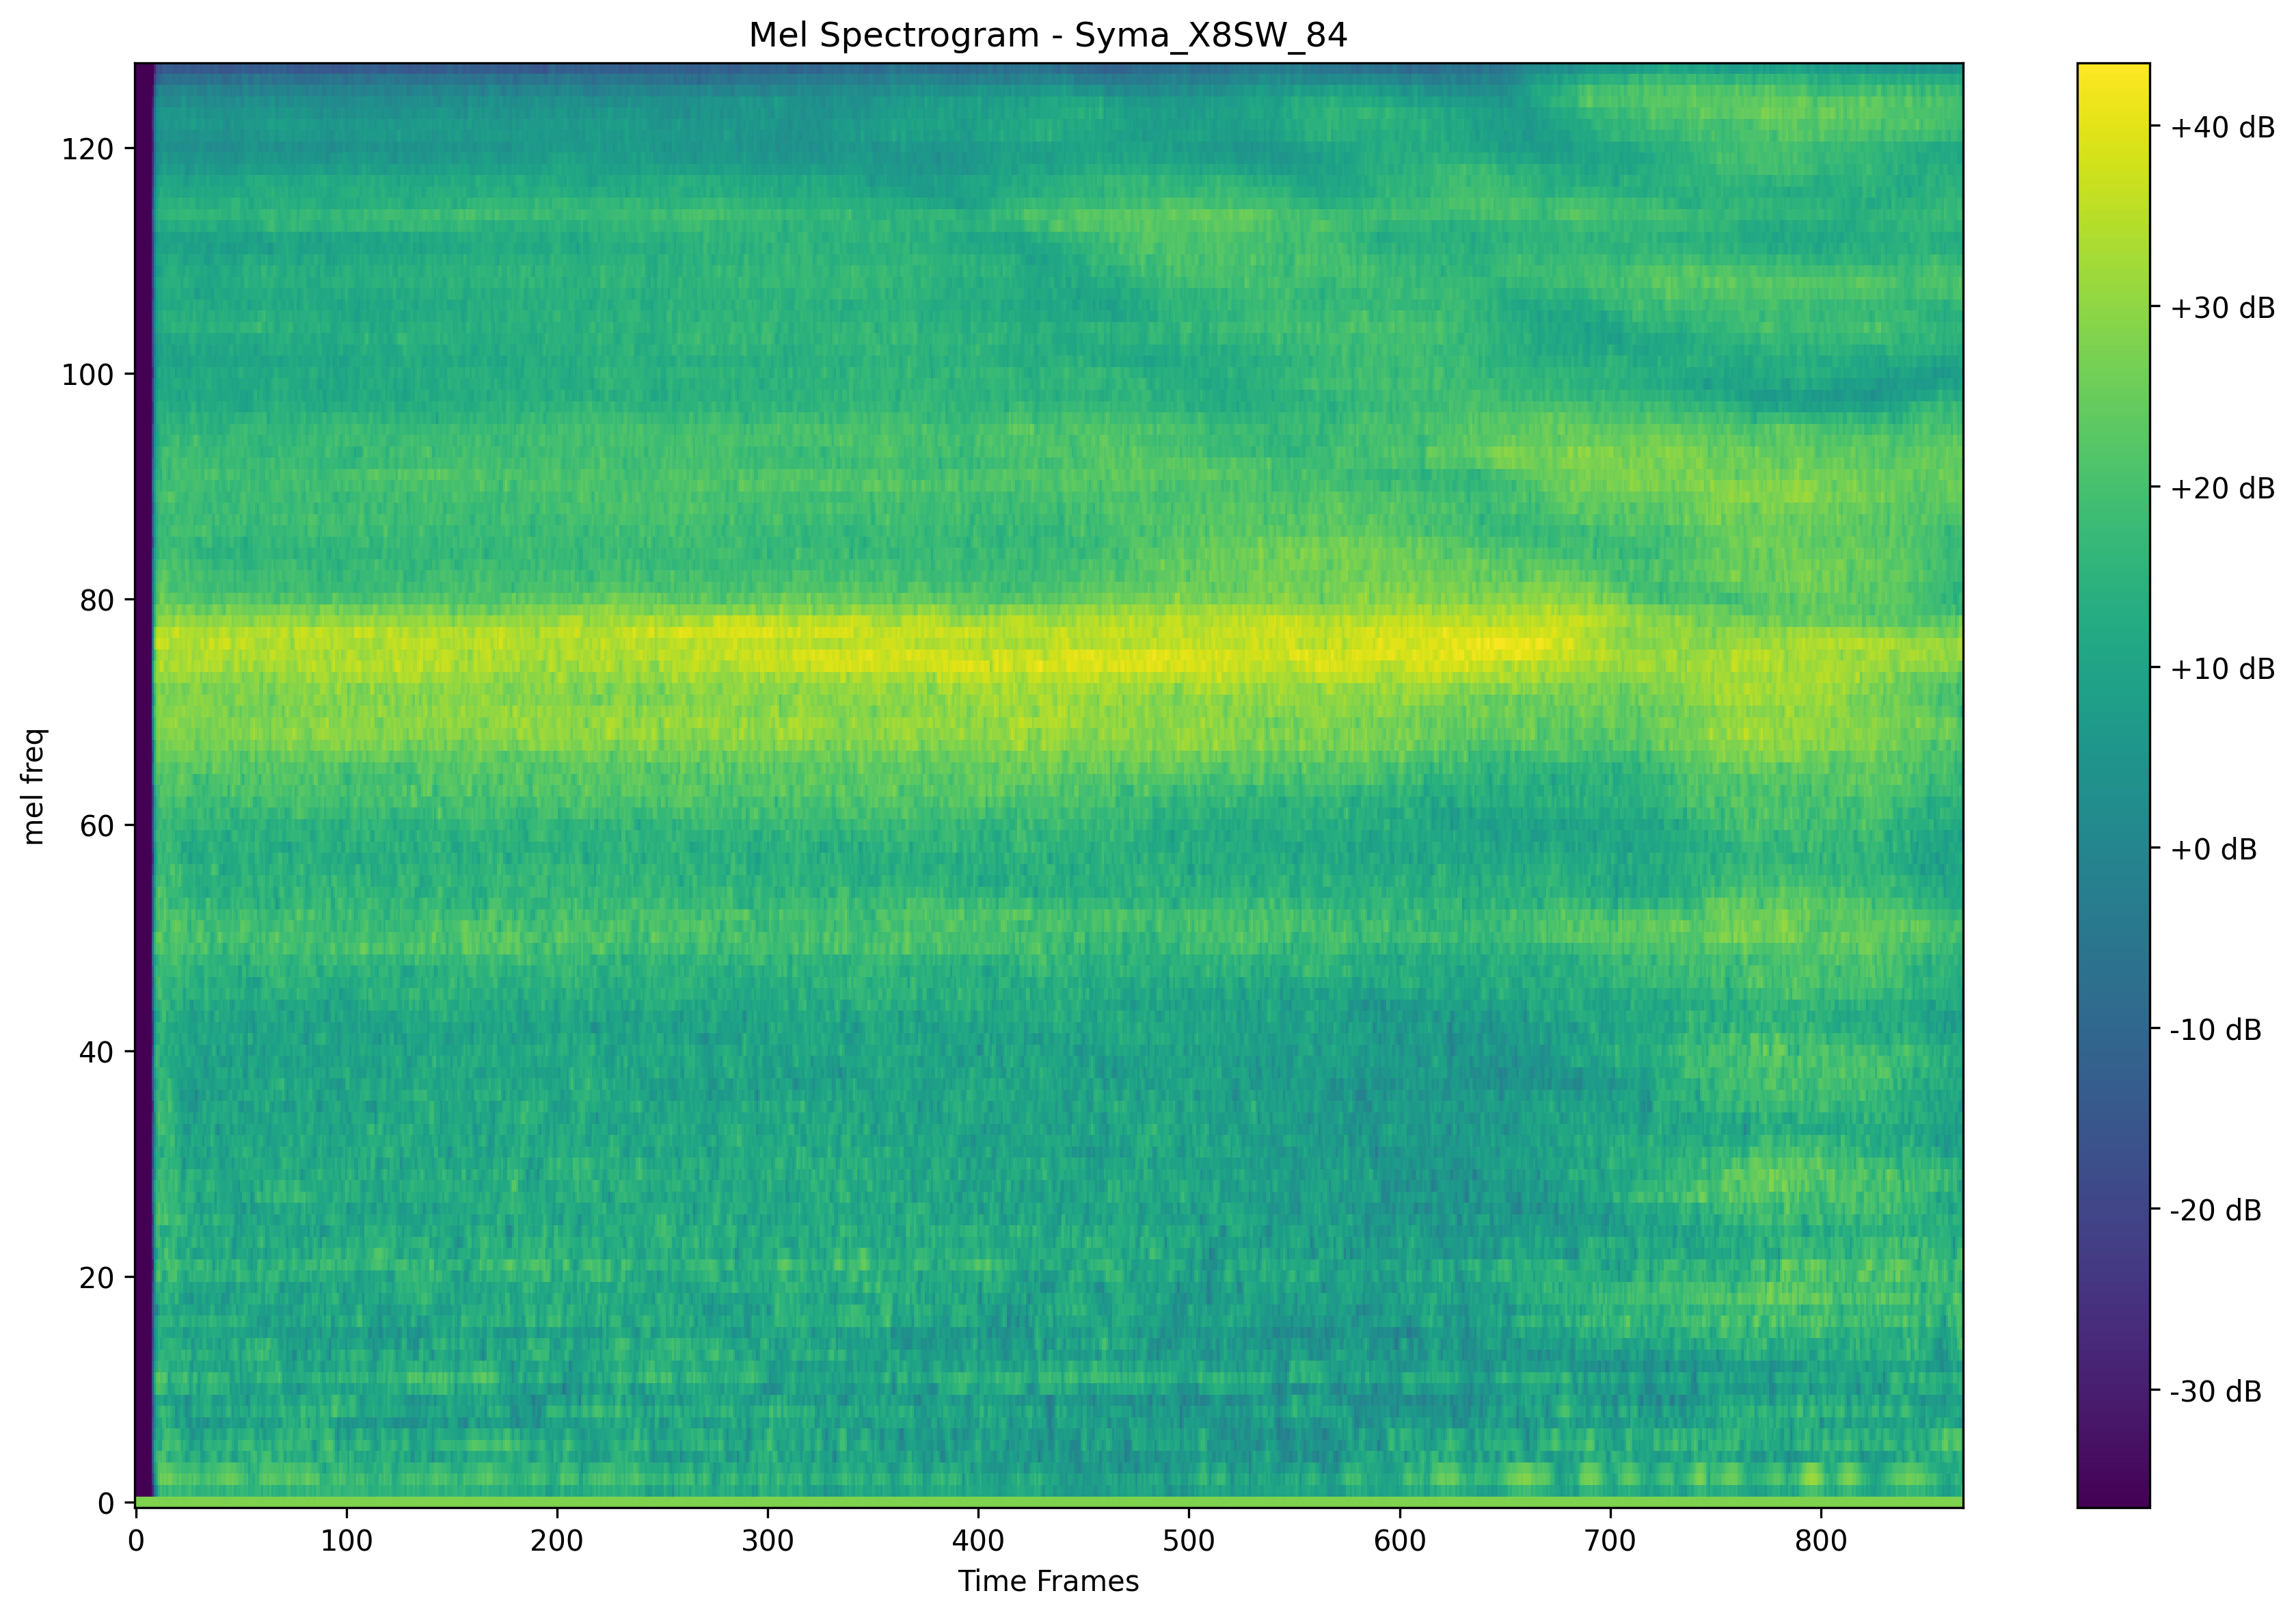 Mel Spectrogram - Syma_X8SW_84
mel freq
120
100
80
60
40
20
0
0 100 200 300 400 500 600 700 800
Time Frames
+40 dB
+30 dB
+20 dB
+10 dB
+0 dB
-10 dB
-20 dB
-30 dB